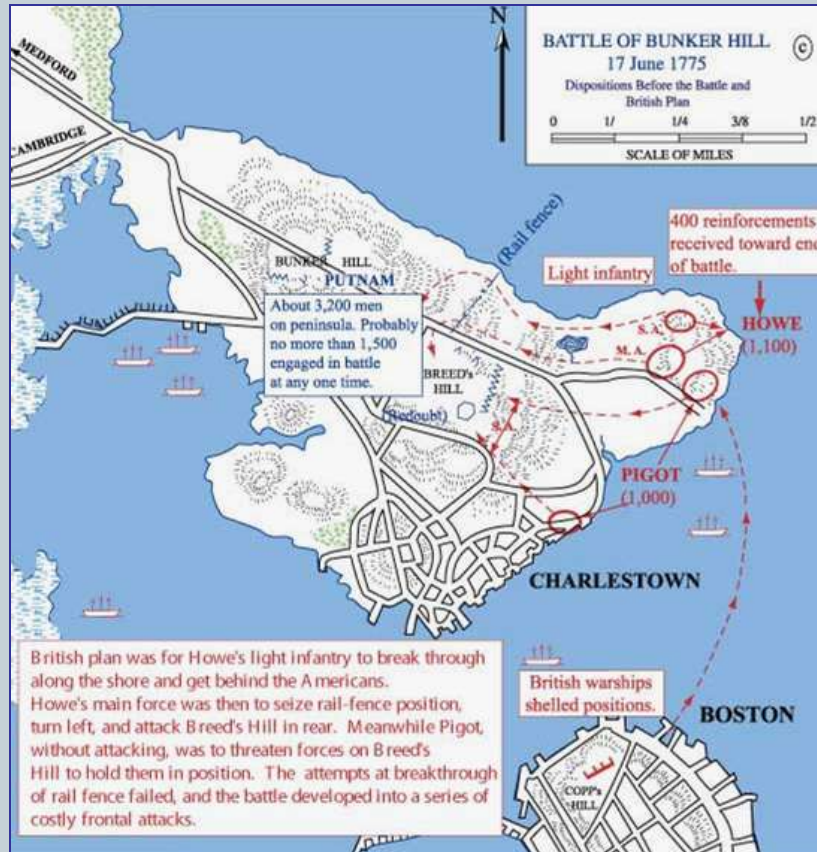 MEDFORD
CAMBRIDGE
N
BATTLE OF BUNKER HILL
©
17 June 1775
Dispositions Before the Battle and
British Plan
0 1/ 1/4 3/8 1/2
SCALE OF MILES
400 reinforcements
received toward end
of battle.
(Rail fence)
Light infantry
BUNKER HILL
PUTNAM
About 3,200 men
on peninsula. Probably
no more than 1,500
engaged in battle
at any one time.
S. A.
HOWE
(1,100)
M. A.
BREED's
HILL
(Redoubt)
S. A.
PIGOT
(1,000)
CHARLESTOWN
British plan was for Howe's light infantry to break through
along the shore and get behind the Americans.
Howe's main force was then to seize rail-fence position,
turn left, and attack Breed's Hill in rear. Meanwhile Pigot,
without attacking, was to threaten forces on Breed's
Hill to hold them in position. The attempts at breakthrough
of rail fence failed, and the battle developed into a series of
costly frontal attacks.
British warships
shelled positions.
BOSTON
COPP's
HILL